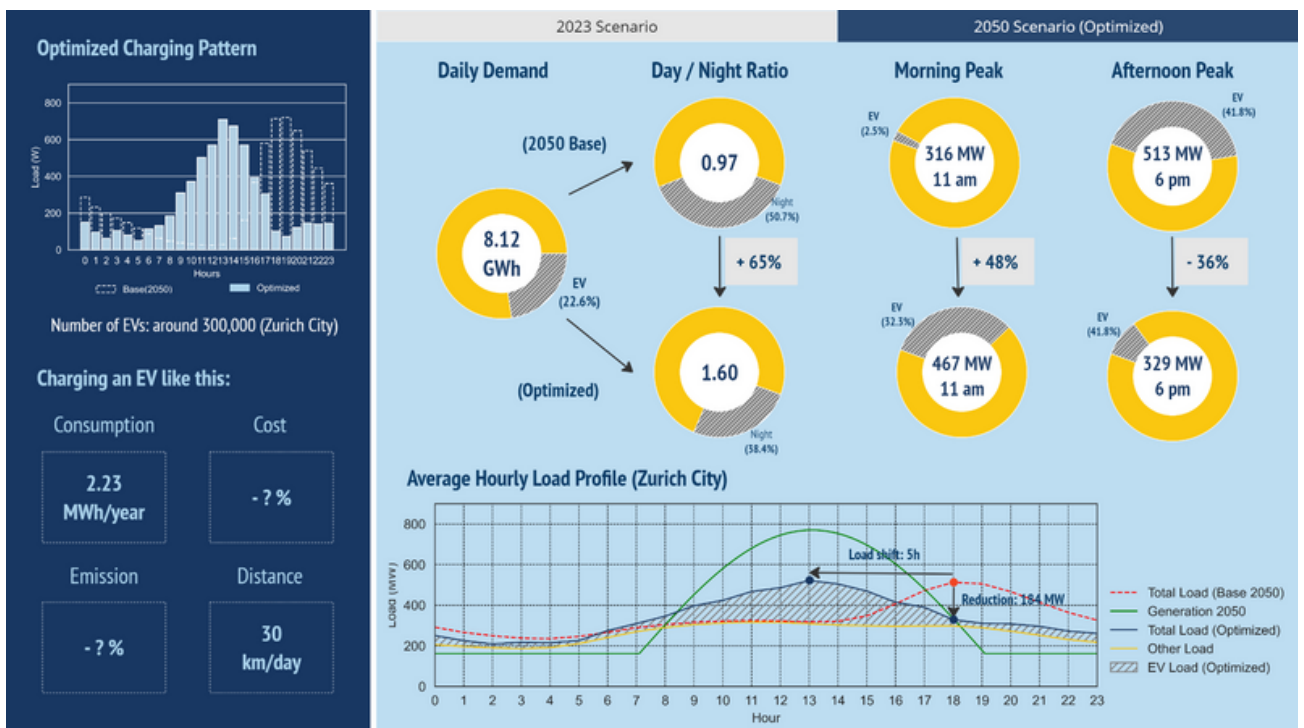 Optimized Charging Pattern
800
600
400
200
0
Load (W)
0 1 2 3 4 5 6 7 8 9 10 11 12 13 14 15 16 17 18 19 20 21 22 23
Hours
Base(2050)
Optimized
Number of EVs: around 300,000 (Zurich City)
Charging an EV like this:
Consumption
2.23
MWh/year
Cost
- ? %
Emission
- ? %
Distance
30
km/day
2023 Scenario
2050 Scenario (Optimized)
Daily Demand
Day / Night Ratio
Morning Peak
Afternoon Peak
(2050 Base)
8.12
GWh
EV
(22.6%)
(Optimized)
0.97
Night
(50.7%)
+ 65%
1.60
Night
(38.4%)
EV
(2.5%)
316 MW
11 am
+ 48%
EV
(32.3%)
467 MW
11 am
EV
(41.8%)
513 MW
6 pm
- 36%
EV
(41.8%)
329 MW
6 pm
Average Hourly Load Profile (Zurich City)
800
600
400
200
0
Load (MW)
Load shift: 5h
Reduction: 184 MW
0 1 2 3 4 5 6 7 8 9 10 11 12 13 14 15 16 17 18 19 20 21 22 23
Hour
Total Load (Base 2050)
Generation 2050
Total Load (Optimized)
Other Load
EV Load (Optimized)